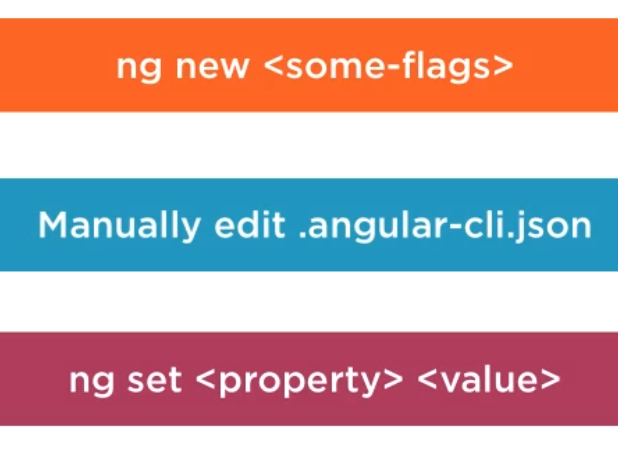 ng new <some-flags>
Manually edit .angular-cli.json
ng set <property> <value>